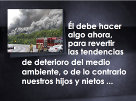 Él debe hacer
algo ahora,
para revertir
las tendencias
de deterioro del medio
ambiente, o de lo contrario
nuestros hijos y nietos ...